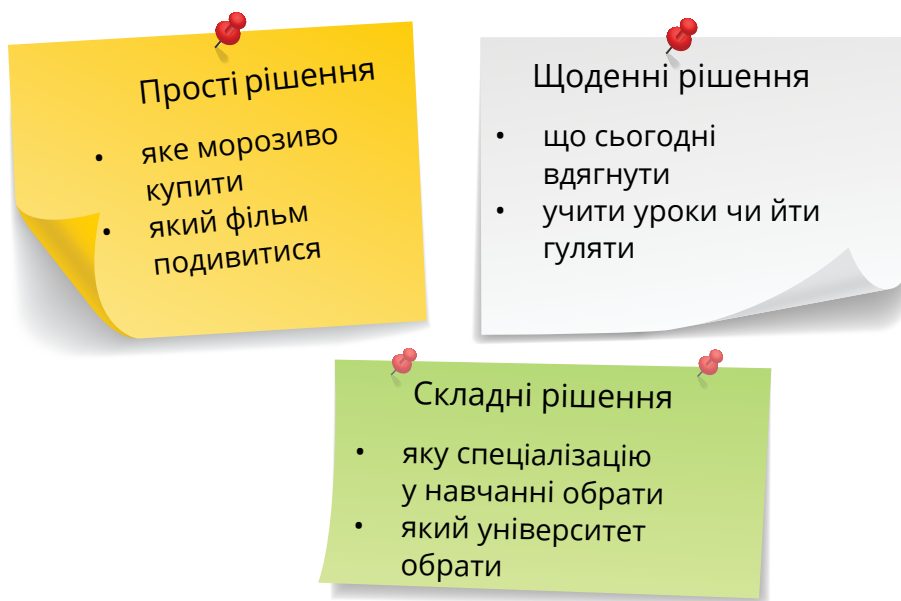 Прості рішення
• яке морозиво
купити
• який фільм
подивитися
Щоденні рішення
• що сьогодні
вдягнути
• учити уроки чи йти
гуляти
Складні рішення
• яку спеціалізацію
у навчанні обрати
• який університет
обрати